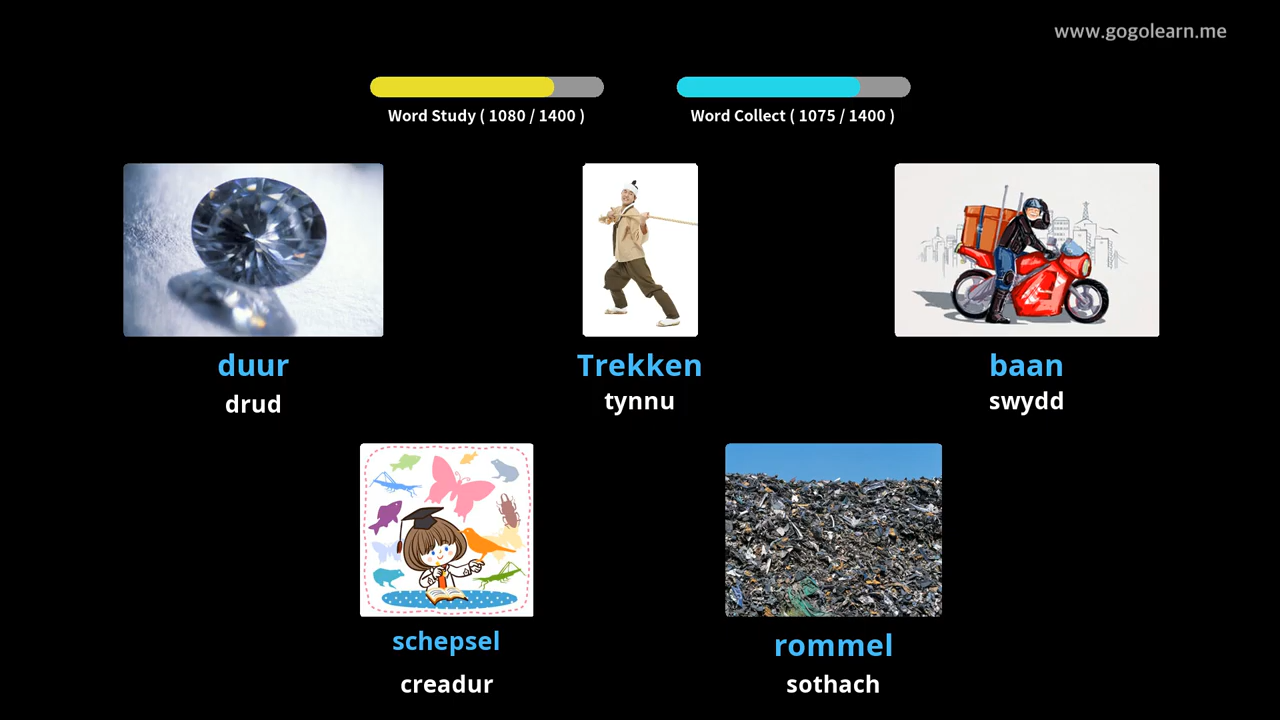 www.gogolearn.me
Word Study ( 1080 / 1400 )
Word Collect ( 1075 / 1400 )
duur
drud
Trekken
tynnu
baan
swydd
schepsel
creadur
rommel
sothach